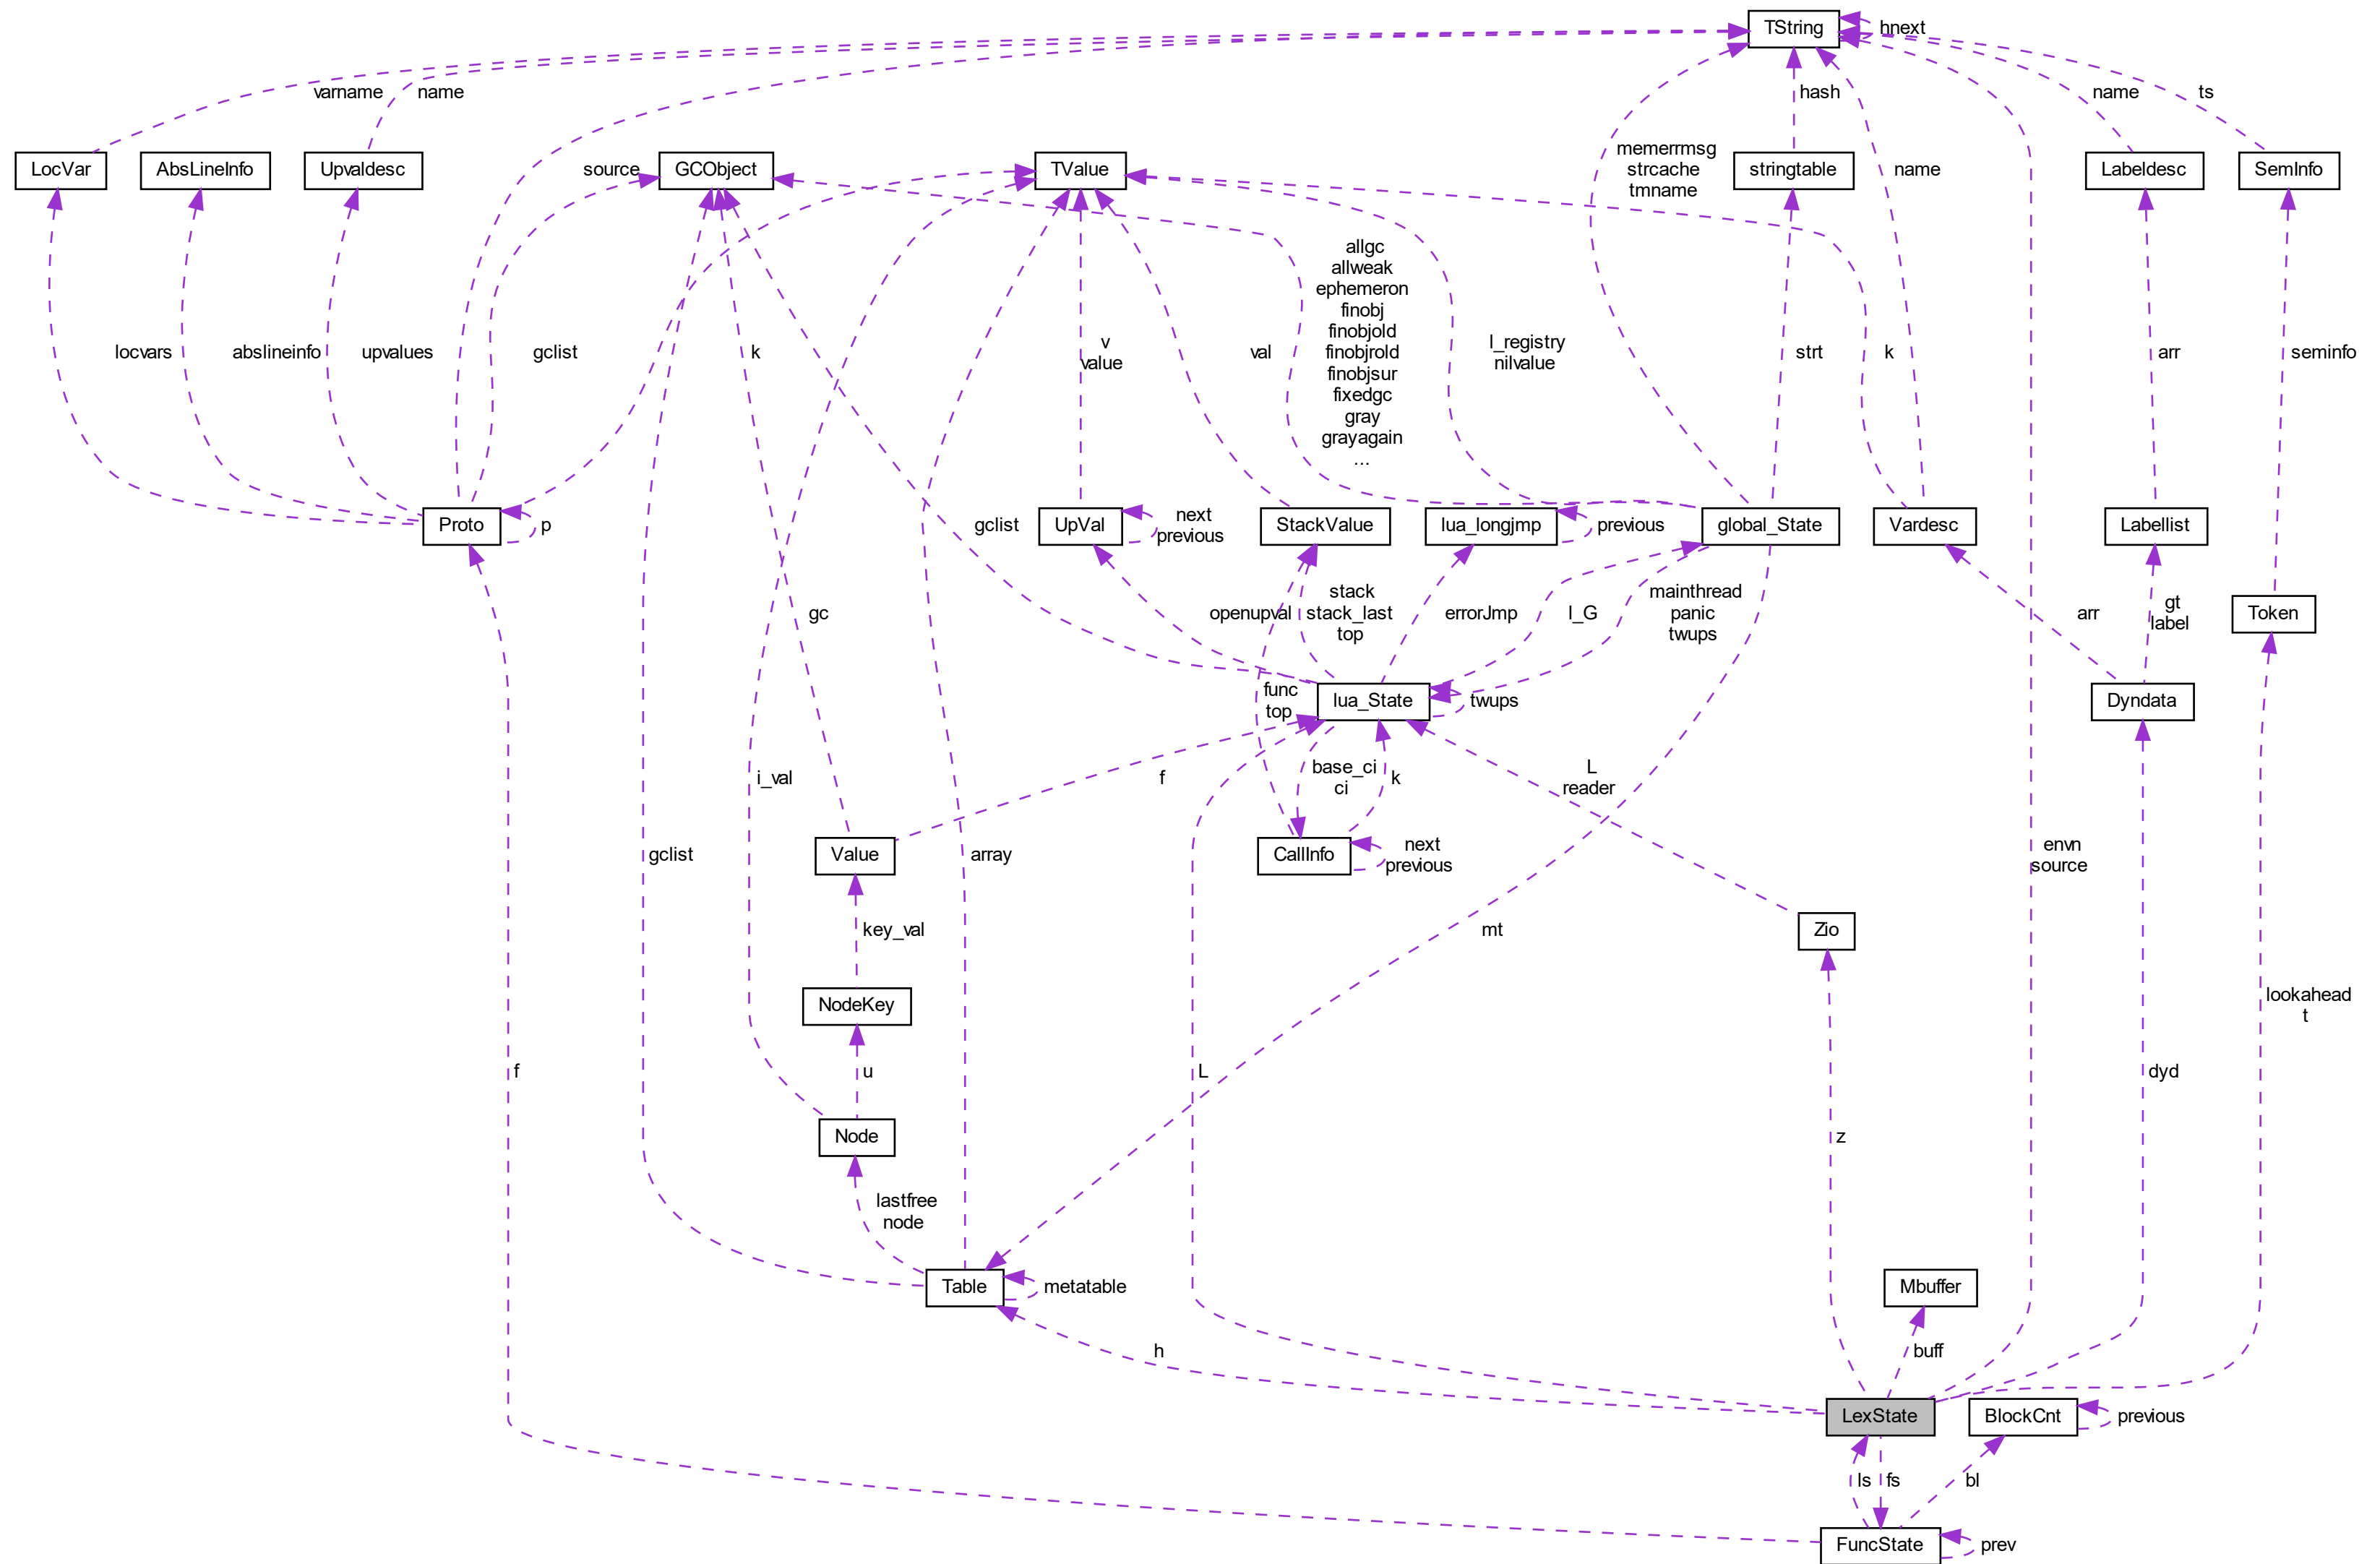 TString
hnext
varname
name
hash
name
ts
LocVar
AbsLineInfo
Upvaldesc
source
GCObject
TValue
memerrmsg
strcache
tmname
stringtable
name
Labeldesc
SemInfo
locvars
abslineinfo
upvalues
gclist
k
v
value
val
allgc
allweak
ephemeron
finobj
finobjold
finobjrold
finobjsur
fixedgc
gray
grayagain
...
l_registry
nilvalue
strt
k
arr
seminfo
Proto
p
gclist
UpVal
next
previous
StackValue
lua_longjmp
previous
global_State
Vardesc
Labellist
gc
openupval
stack
stack_last
top
errorJmp
l_G
mainthread
panic
twups
arr
gt
label
Token
func
top
lua_State
twups
Dyndata
i_val
f
base_ci
ci
k
L
reader
gclist
Value
array
CallInfo
next
previous
envn
source
key_val
mt
Zio
NodeKey
lookahead
t
f
u
L
dyd
Node
z
lastfree
node
Table
metatable
Mbuffer
h
buff
LexState
BlockCnt
previous
ls
fs
bl
FuncState
prev